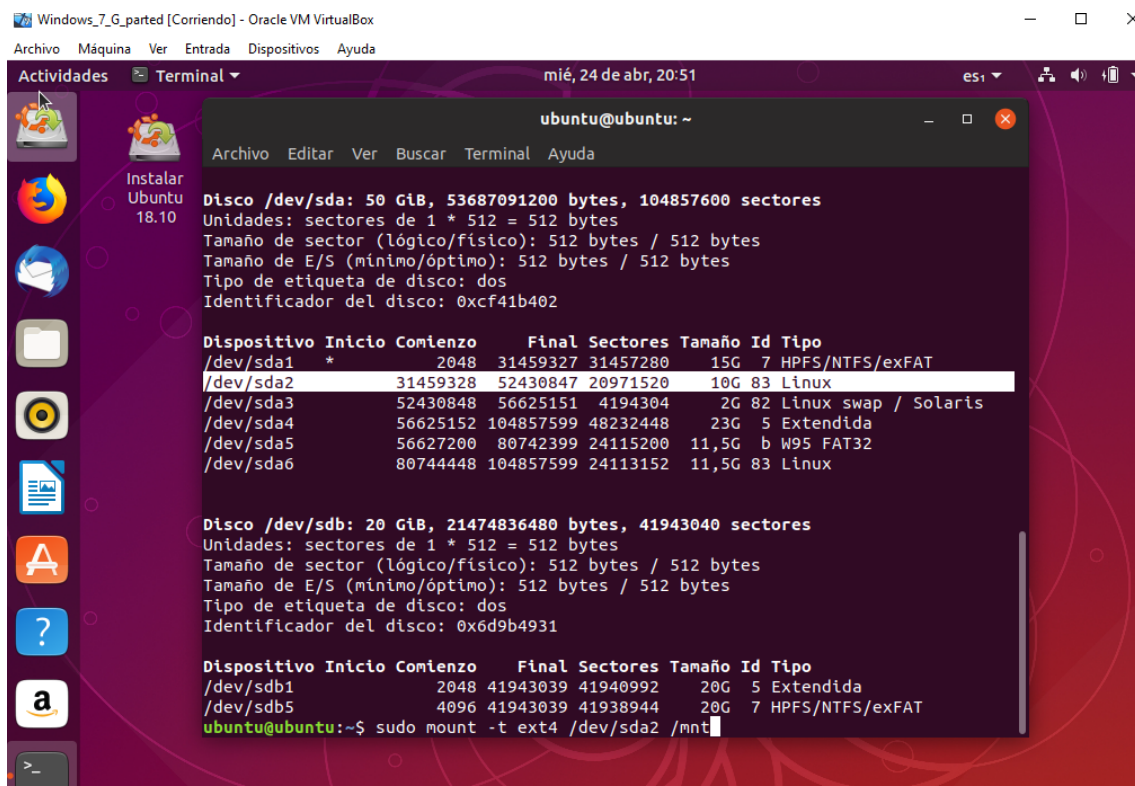 Windows_7_G_parted [Corriendo] - Oracle VM VirtualBox
Archivo Máquina Ver Entrada Dispositivos Ayuda
Actividades Terminal mié, 24 de abr, 20:51 es₁
ubuntu@ubuntu: ~
Archivo Editar Ver Buscar Terminal Ayuda
Instalar
Ubuntu
18.10
Disco /dev/sda: 50 GiB, 53687091200 bytes, 104857600 sectores
Unidades: sectores de 1 * 512 = 512 bytes
Tamaño de sector (lógico/físico): 512 bytes / 512 bytes
Tamaño de E/S (mínimo/óptimo): 512 bytes / 512 bytes
Tipo de etiqueta de disco: dos
Identificador del disco: 0xcf41b402
Dispositivo Inicio Comienzo Final Sectores Tamaño Id Tipo
/dev/sda1 * 2048 31459327 31457280 15G 7 HPFS/NTFS/exFAT
/dev/sda2 31459328 52430847 20971520 10G 83 Linux
/dev/sda3 52430848 56625151 4194304 2G 82 Linux swap / Solaris
/dev/sda4 56625152 104857599 48232448 23G 5 Extendida
/dev/sda5 56627200 80742399 24115200 11,5G b W95 FAT32
/dev/sda6 80744448 104857599 24113152 11,5G 83 Linux
Disco /dev/sdb: 20 GiB, 21474836480 bytes, 41943040 sectores
Unidades: sectores de 1 * 512 = 512 bytes
Tamaño de sector (lógico/físico): 512 bytes / 512 bytes
Tamaño de E/S (mínimo/óptimo): 512 bytes / 512 bytes
Tipo de etiqueta de disco: dos
Identificador del disco: 0x6d9b4931
Dispositivo Inicio Comienzo Final Sectores Tamaño Id Tipo
/dev/sdb1 2048 41943039 41940992 20G 5 Extendida
/dev/sdb5 4096 41943039 41938944 20G 7 HPFS/NTFS/exFAT
ubuntu@ubuntu:~$ sudo mount -t ext4 /dev/sda2 /mnt